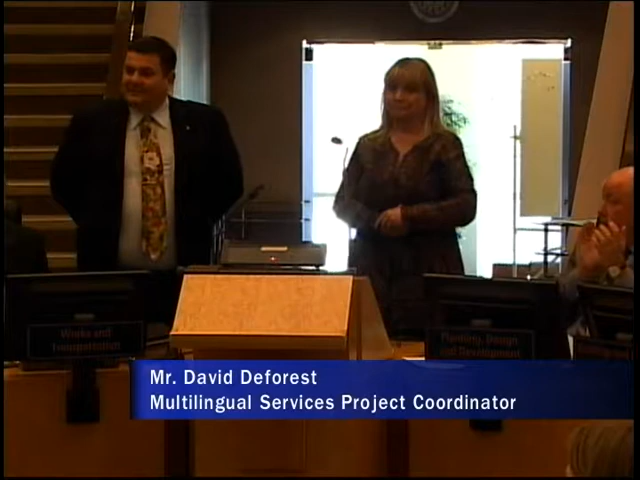 Works and
Transportation
Planning, Design
and Development
Mr. David Deforest
Multilingual Services Project Coordinator